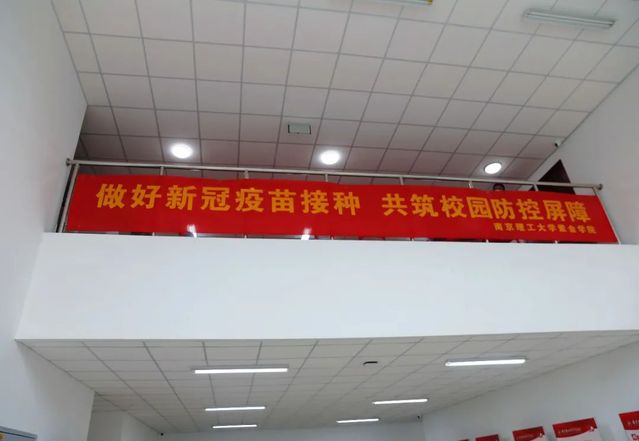 做好新冠疫苗接种 共筑校园防控屏障
南京理工大学紫金学院